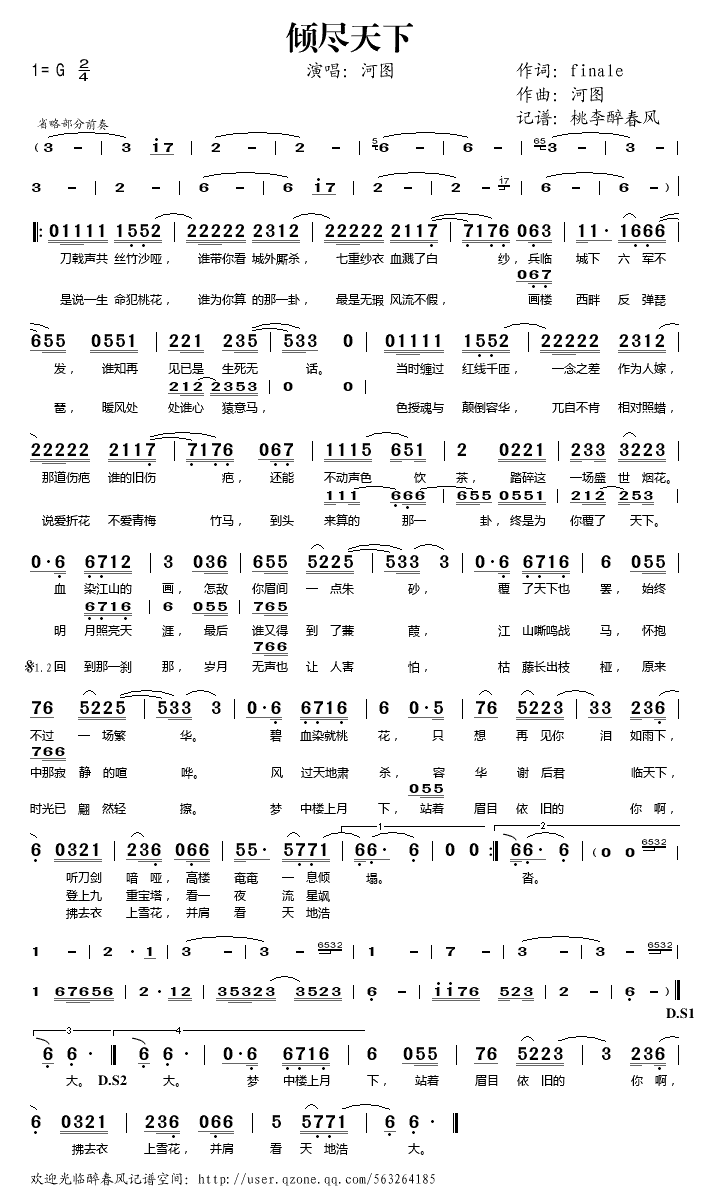 倾尽天下
1= G 2/4
演唱：河图
作词：finale
作曲：河图
记谱：桃李醉春风
省略部分前奏
（3 - | 3 i7 | 2 - | 2 - | 5 6 - | 6 - | 65 3 - | 3 - |
3 - | 2 - | 6 - | 6 i7 | 2 - | 2 - i7 | 6 - | 6 - ）|
‖: 01111 1552 | 22222 2312 | 22222 2117 | 7176 063 | 11· 1666 |
刀戟声共 丝竹沙哑， 谁带你看 城外厮杀， 七重纱衣 血溅了白 纱，兵临 城下 六 军不
067
是说一生 命犯桃花， 谁为你算 的那一卦， 最是无瑕 风流不假， 画楼 西畔 反 弹琵
655 0551 | 221 235 | 533 0 | 01111 1552 | 22222 2312 |
发， 谁知再 见已是 生死无 话。 当时缠过 红线千匝， 一念之差 作为人嫁，
212 2353 | 0 0 |
琶， 暖风处 处谁心 猿意马， 色授魂与 颠倒容华， 兀自不肯 相对照蜡，
22222 2117 | 7176 067 | 1115 651 | 2 0221 | 233 3223 |
那道伤疤 谁的旧伤 疤，还能 不动声色 饮 茶， 踏碎这 一场盛 世 烟花。
111 666 | 655 0551 | 212 253 |
说爱折花 不爱青梅 竹马，到头 来算的 那一 卦，终是为 你覆了 天下。
0·6 6712 | 3 036 | 655 5225 | 533 3 | 0·6 6716 | 6 055 |
血 染江山的 画， 怎敌 你眉间 一 点朱 砂， 覆 了天下也 罢， 始终
6716 | 6 055 | 765
明 月照亮天 涯， 最后 谁又得 到 了蒹 葭， 江 山嘶鸣战 马，怀抱
766
1.2回 到那一刹 那， 岁月 无声也 让 人害 怕， 枯 藤长出枝 桠，原来
76 5225 | 533 3 | 0·6 6716 | 6 0·5 | 76 5223 | 33 236 |
不过 一 场繁 华。 碧 血染就桃 花， 只 想 再 见你 泪 如雨下，
766
中那寂 静 的喧 哗。 风 过天地肃 杀， 容 华 谢 后君 临天下，
055
时光已 翩 然轻 擦。 梦 中楼上月 下，站着 眉目 依 旧的 你 啊，
1 2
6 0321 | 236 066 | 55· 5771 | 66· 6 | 0 0 :‖ 66· 6 | （0 0 6532
听刀剑 喑 哑，高楼 奄奄 一 息倾 塌。 沓。
登上九 重宝塔，看一 夜 流 星飒
拂去衣 上雪花，并肩 看 天 地浩
1 - | 2 · 1 | 3 - | 3 - 6532 | 1 - | 7 - | 3 - | 3 - 6532 |
1 67656 | 2·12 | 35323 3523 | 6 - | ii76 523 | 2 - | 6 - ）‖
D.S1
3 4
6 6 · ‖ 6 6 · | 0·6 6716 | 6 055 | 76 5223 | 3 236 |
大。 D.S2 大。 梦 中楼上月 下，站着 眉目 依 旧的 你 啊，
6 0321 | 236 066 | 5 5771 | 6 6 · ‖
拂去衣 上雪花，并肩 看 天 地浩 大。
欢迎光临醉春风记谱空间：http://user.qzone.qq.com/563264185